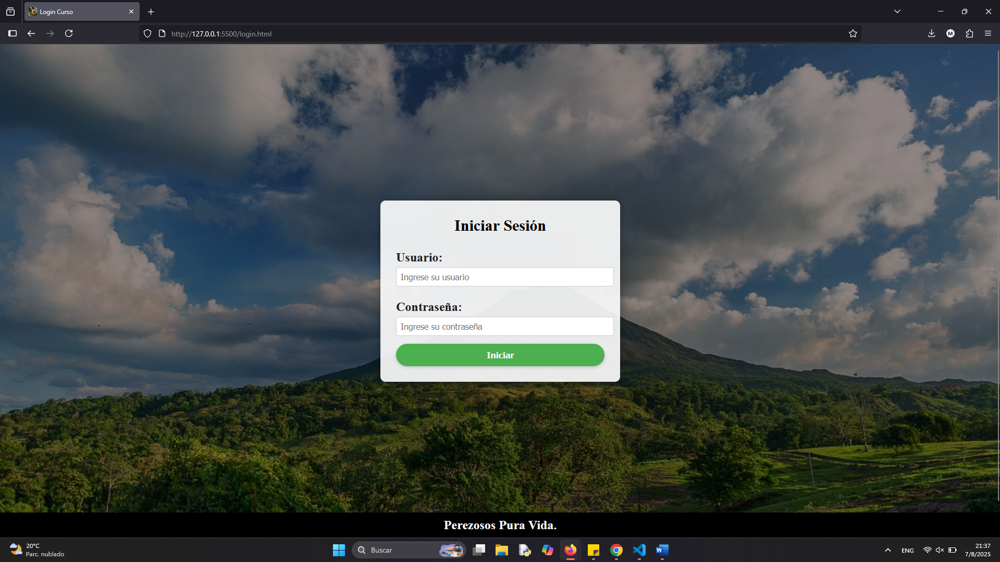 Login Curso
http://127.0.0.1:5500/login.html
M
Iniciar Sesión
Usuario:
Ingrese su usuario
Contraseña:
Ingrese su contraseña
Iniciar
Perezosos Pura Vida.
20°C
Parc. nublado
Buscar
ENG
21:37
7/8/2025